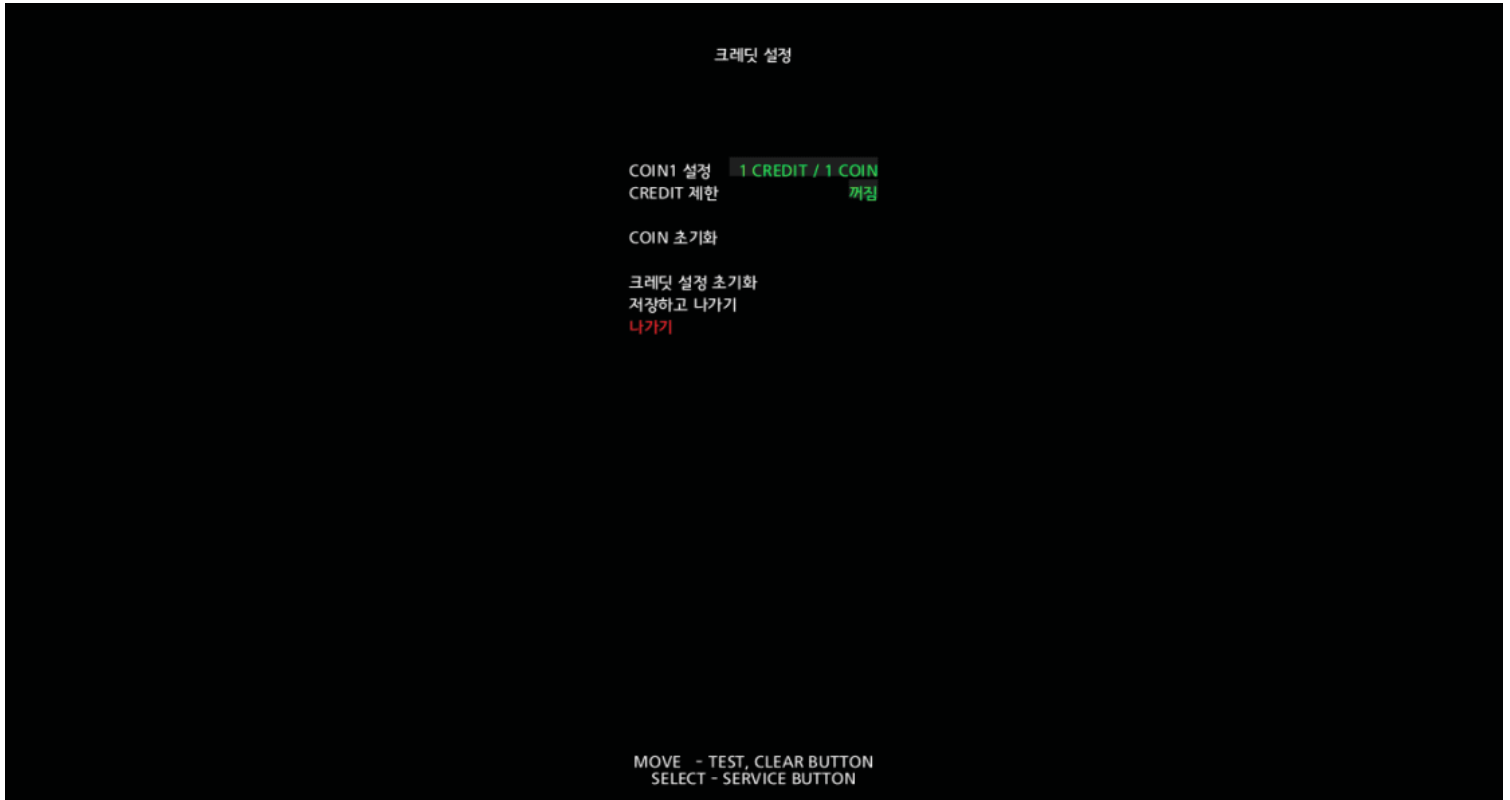 크레딧 설정
COIN1 설정 1 CREDIT / 1 COIN
CREDIT 제한 꺼짐
COIN 초기화
크레딧 설정 초기화
저장하고 나가기
나가기
MOVE - TEST, CLEAR BUTTON
SELECT - SERVICE BUTTON